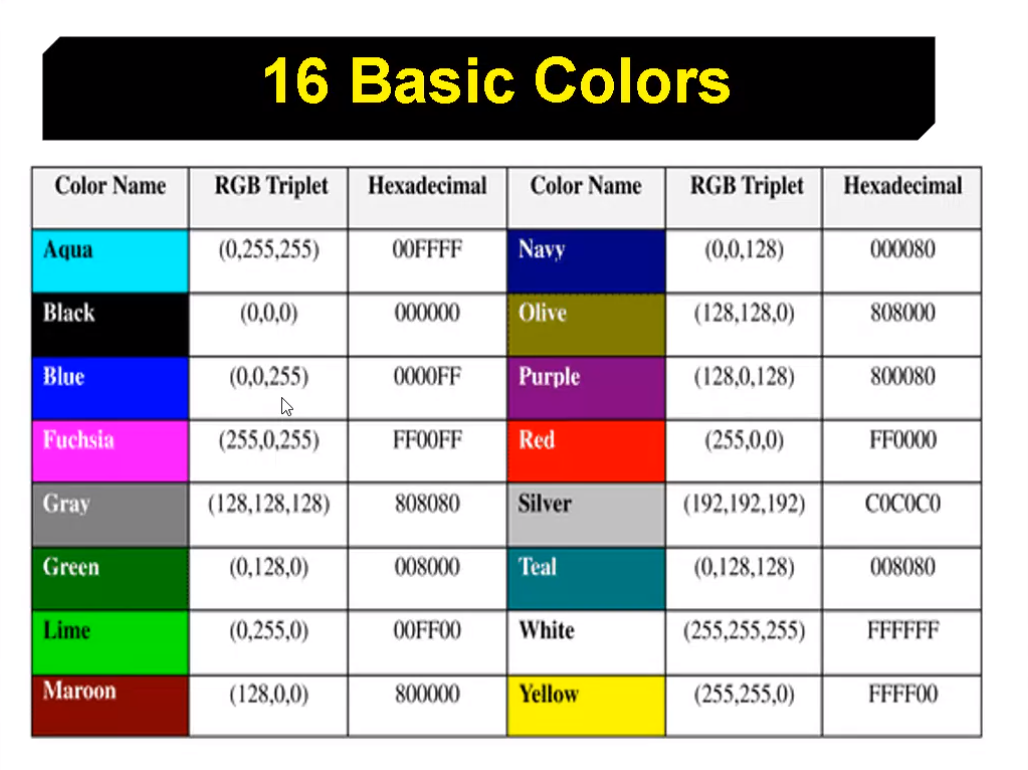 16 Basic Colors
Color Name RGB Triplet Hexadecimal Color Name RGB Triplet Hexadecimal
Aqua (0,255,255) 00FFFF Navy (0,0,128) 000080
Black (0,0,0) 000000 Olive (128,128,0) 808000
Blue (0,0,255) 0000FF Purple (128,0,128) 800080
Fuchsia (255,0,255) FF00FF Red (255,0,0) FF0000
Gray (128,128,128) 808080 Silver (192,192,192) C0C0C0
Green (0,128,0) 008000 Teal (0,128,128) 008080
Lime (0,255,0) 00FF00 White (255,255,255) FFFFFF
Maroon (128,0,0) 800000 Yellow (255,255,0) FFFF00